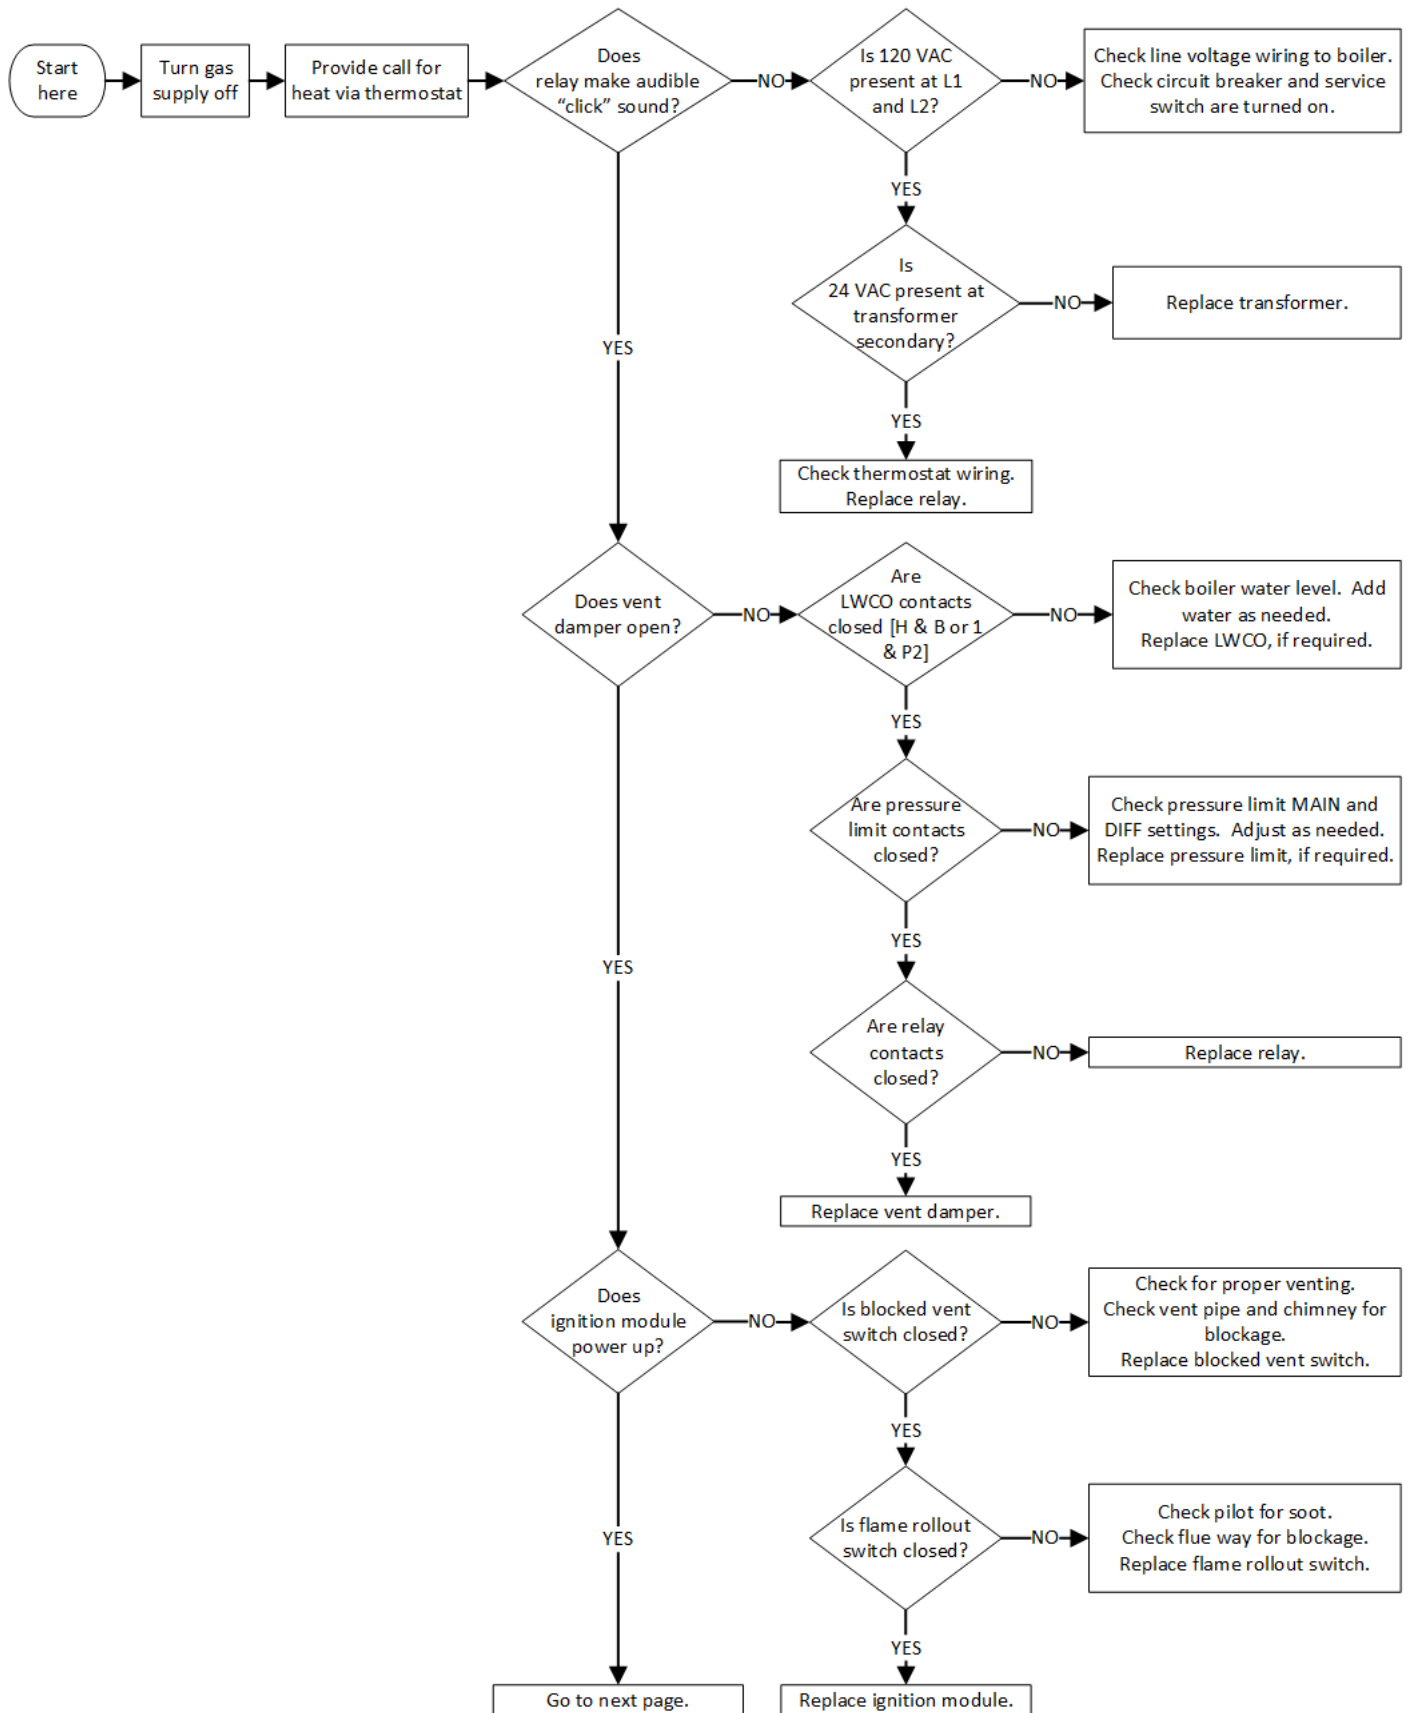 Start
here
Turn gas
supply off
Provide call for
heat via thermostat
Does
relay make audible
“click” sound?
NO
Is 120 VAC
present at L1
and L2?
NO
Check line voltage wiring to boiler.
Check circuit breaker and service
switch are turned on.
YES
Is
24 VAC present at
transformer
secondary?
NO
Replace transformer.
YES
Check thermostat wiring.
Replace relay.
YES
Does vent
damper open?
NO
Are
LWCO contacts
closed [H & B or 1
& P2]
NO
Check boiler water level. Add
water as needed.
Replace LWCO, if required.
YES
Are pressure
limit contacts
closed?
NO
Check pressure limit MAIN and
DIFF settings. Adjust as needed.
Replace pressure limit, if required.
YES
Are relay
contacts
closed?
NO
Replace relay.
YES
Replace vent damper.
YES
Does
ignition module
power up?
NO
Is blocked vent
switch closed?
NO
Check for proper venting.
Check vent pipe and chimney for
blockage.
Replace blocked vent switch.
YES
Is flame rollout
switch closed?
NO
Check pilot for soot.
Check flue way for blockage.
Replace flame rollout switch.
YES
Replace ignition module.
YES
Go to next page.